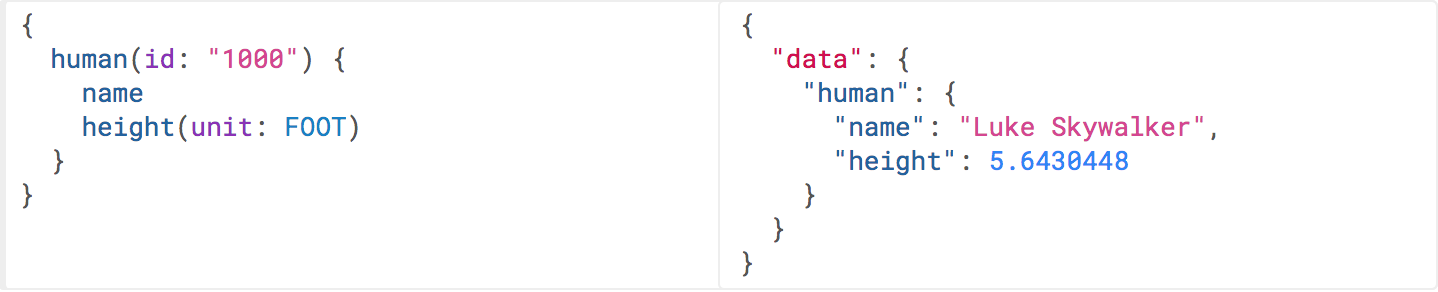 {
  human(id: "1000") {
    name
    height(unit: FOOT)
  }
}
{
  "data": {
    "human": {
      "name": "Luke Skywalker",
      "height": 5.6430448
    }
  }
}